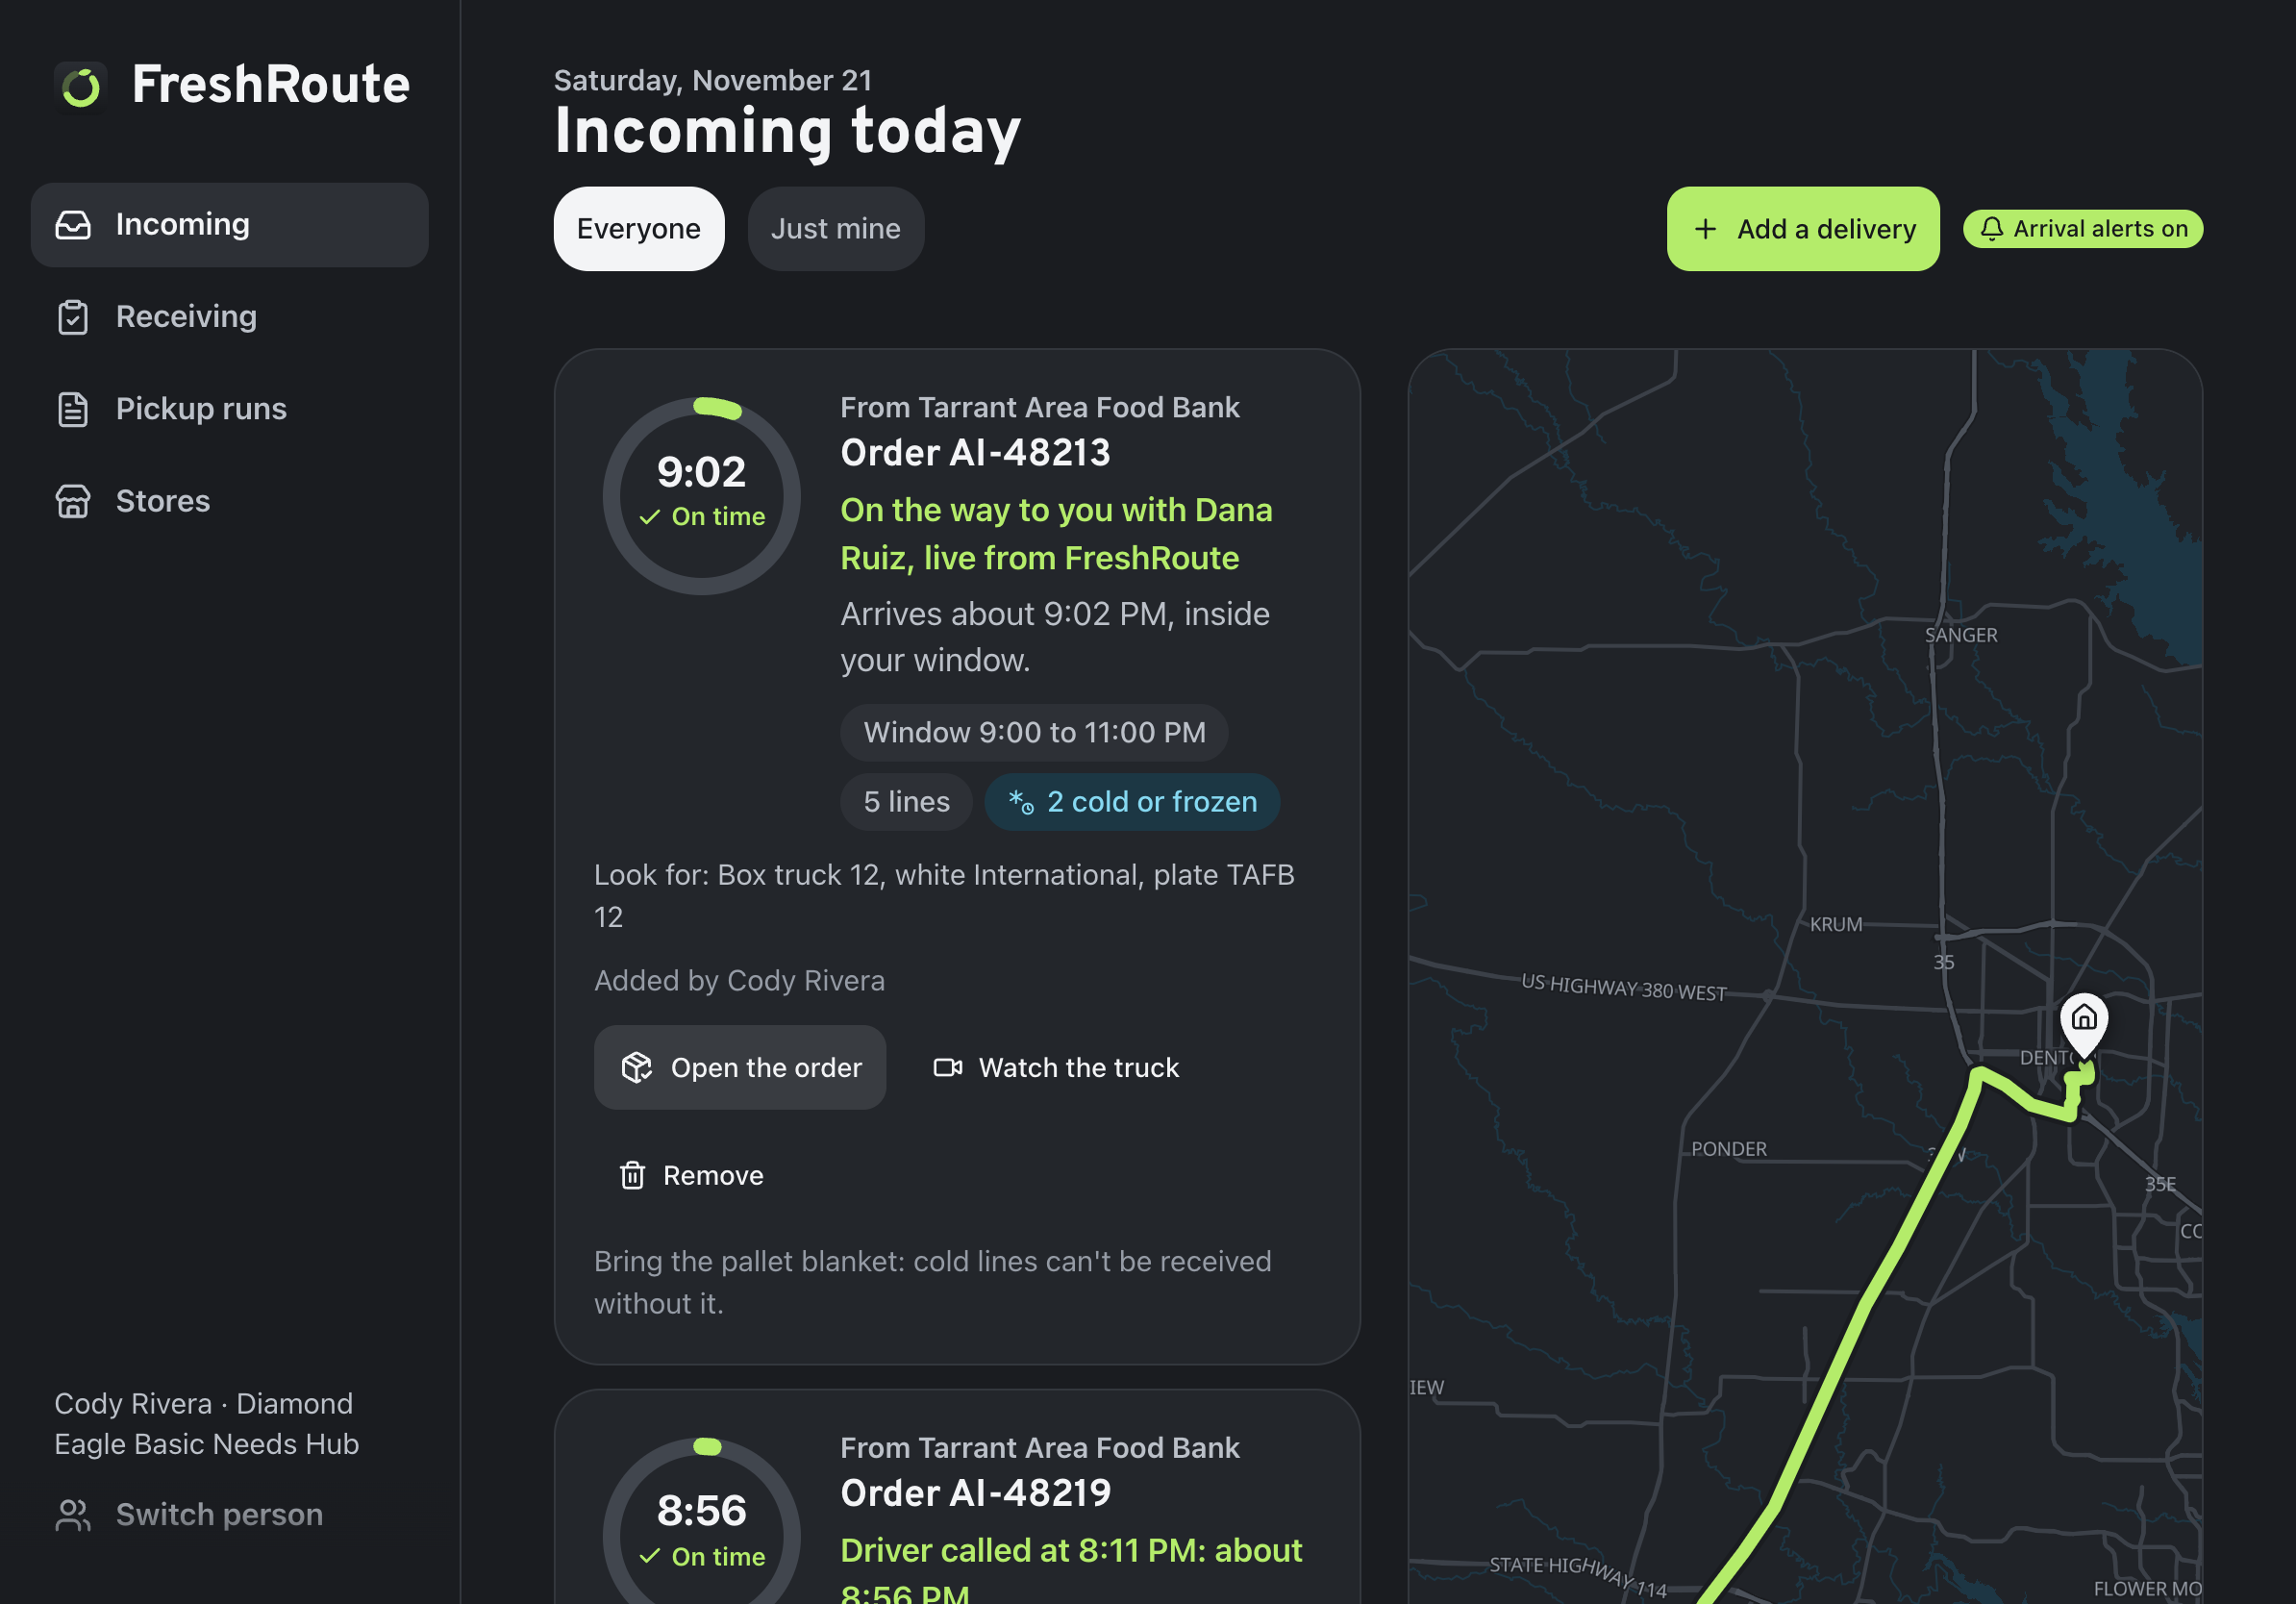 FreshRoute
Incoming
Receiving
Pickup runs
Stores
Cody Rivera · Diamond
Eagle Basic Needs Hub
Switch person
Saturday, November 21
Incoming today
Everyone
Just mine
Add a delivery
Arrival alerts on
9:02
On time
From Tarrant Area Food Bank
Order AI-48213
On the way to you with Dana
Ruiz, live from FreshRoute
Arrives about 9:02 PM, inside
your window.
Window 9:00 to 11:00 PM
5 lines
2 cold or frozen
Look for: Box truck 12, white International, plate TAFB
12
Added by Cody Rivera
Open the order
Watch the truck
Remove
Bring the pallet blanket: cold lines can't be received
without it.
8:56
On time
From Tarrant Area Food Bank
Order AI-48219
Driver called at 8:11 PM: about
8:56 PM
SANGER
KRUM
35
US HIGHWAY 380 WEST
PONDER
35E
STATE HIGHWAY 114